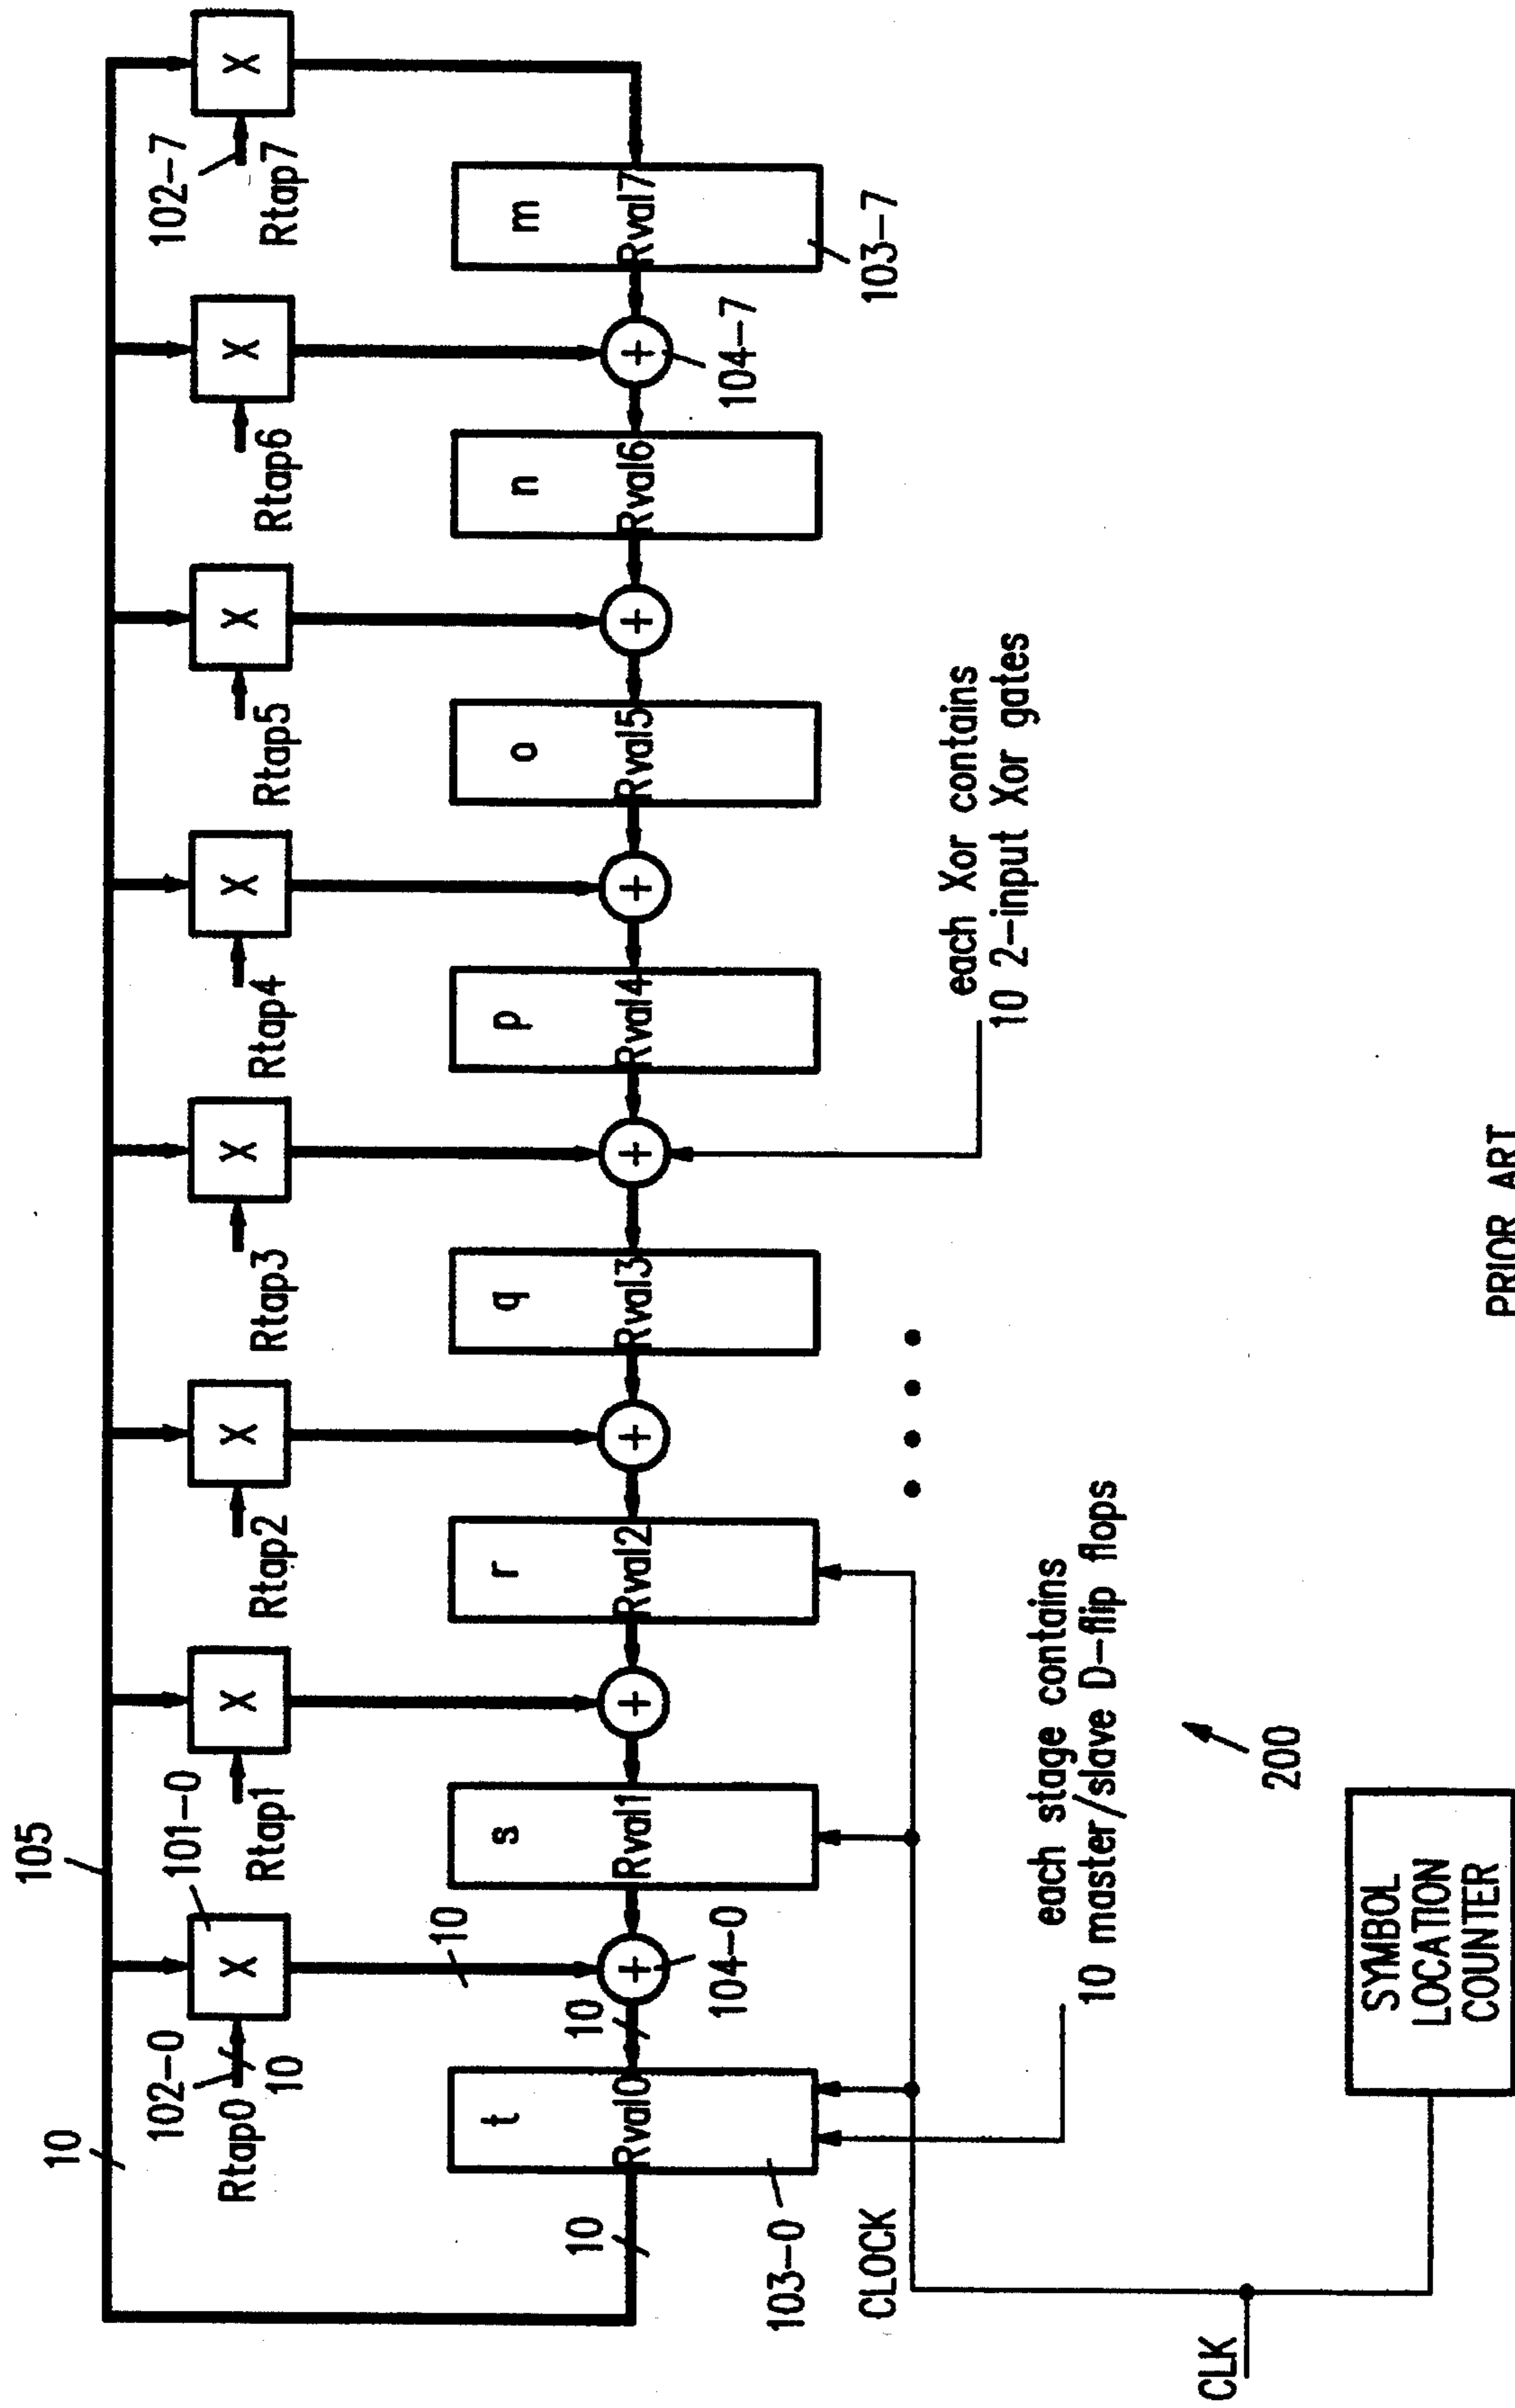 105
10
102-0
101-0
Rtap0
10
Rtap1
Rtap2
Rtap3
Rtap4
Rtap5
Rtap6
102-7
Rtap7
X
X
X
X
X
X
X
X
10
10
10
t
Rval0
s
Rval1
r
Rval2
q
Rval3
p
Rval4
o
Rval5
n
Rval6
m
Rval7
+
+
+
+
+
+
+
103-0
104-0
104-7
103-7
CLOCK
each Xor contains
10 2-input Xor gates
each stage contains
10 master/slave D-flip flops
CLK
200
SYMBOL
LOCATION
COUNTER
PRIOR ART